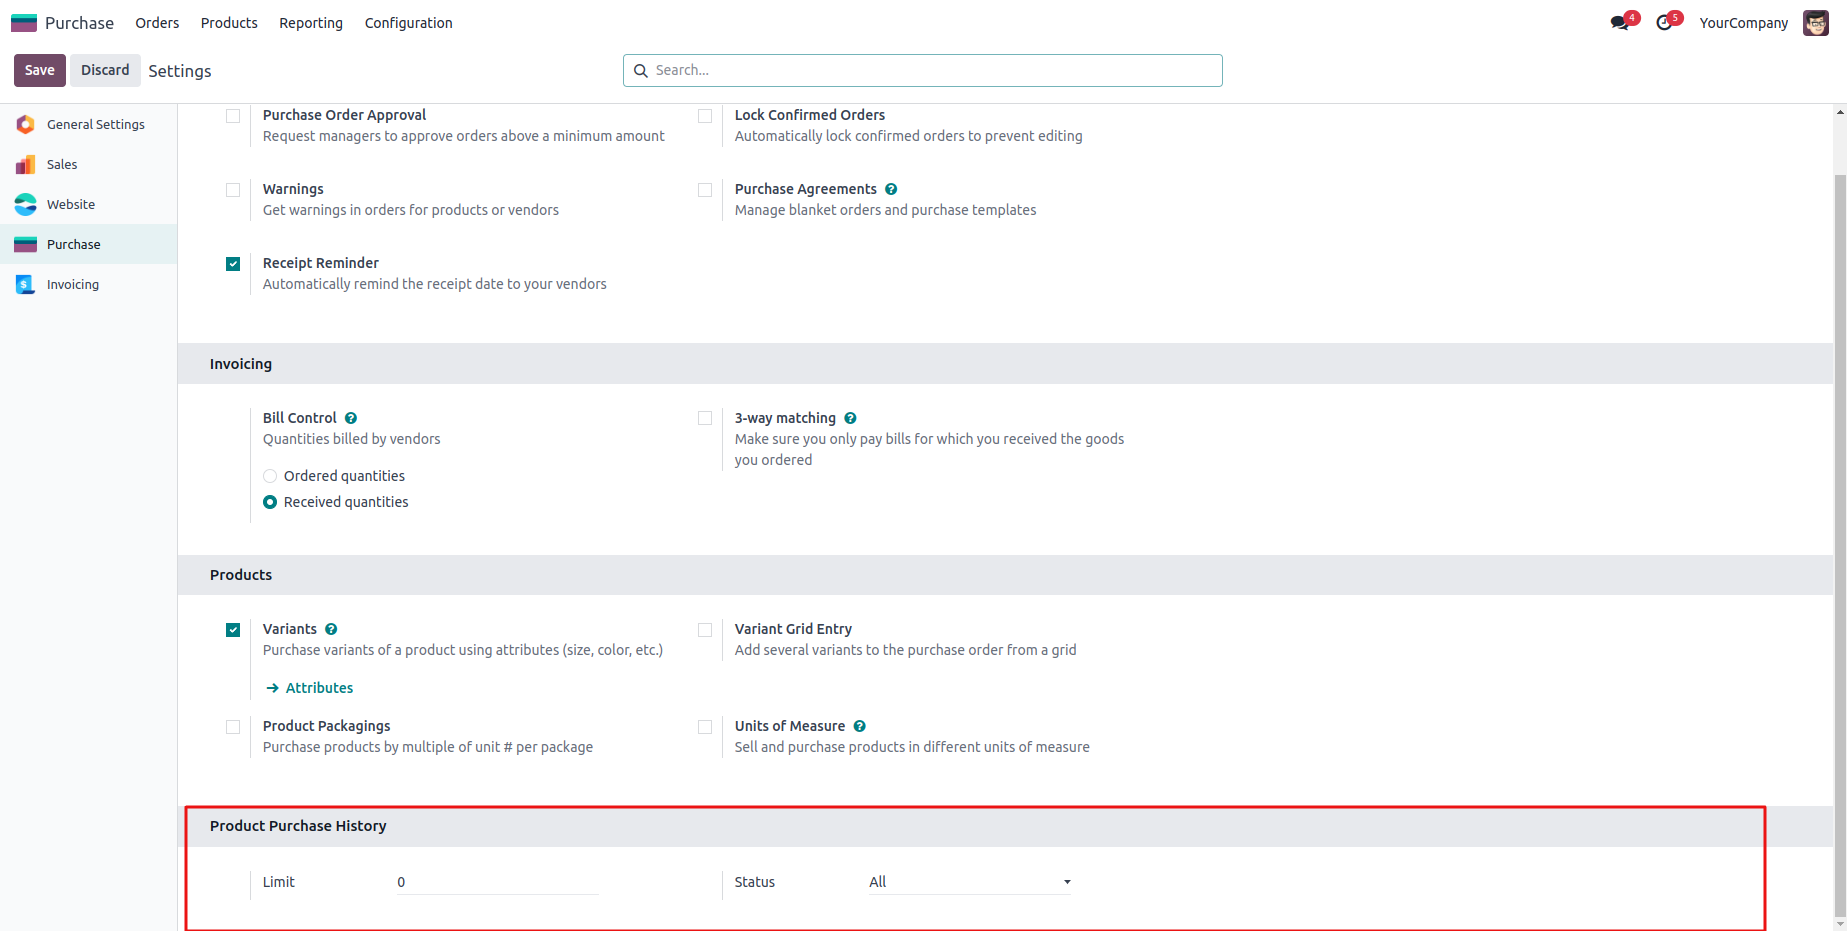 Purchase Orders Products Reporting Configuration 4 5 YourCompany
Save Discard Settings Search...
General Settings
Sales
Website
Purchase
Invoicing
Purchase Order Approval
Request managers to approve orders above a minimum amount
Lock Confirmed Orders
Automatically lock confirmed orders to prevent editing
Warnings
Get warnings in orders for products or vendors
Purchase Agreements ?
Manage blanket orders and purchase templates
Receipt Reminder
Automatically remind the receipt date to your vendors
Invoicing
Bill Control ?
Quantities billed by vendors
Ordered quantities
Received quantities
3-way matching ?
Make sure you only pay bills for which you received the goods
you ordered
Products
Variants ?
Purchase variants of a product using attributes (size, color, etc.)
Attributes
Variant Grid Entry
Add several variants to the purchase order from a grid
Product Packagings
Purchase products by multiple of unit # per package
Units of Measure ?
Sell and purchase products in different units of measure
Product Purchase History
Limit 0
Status All